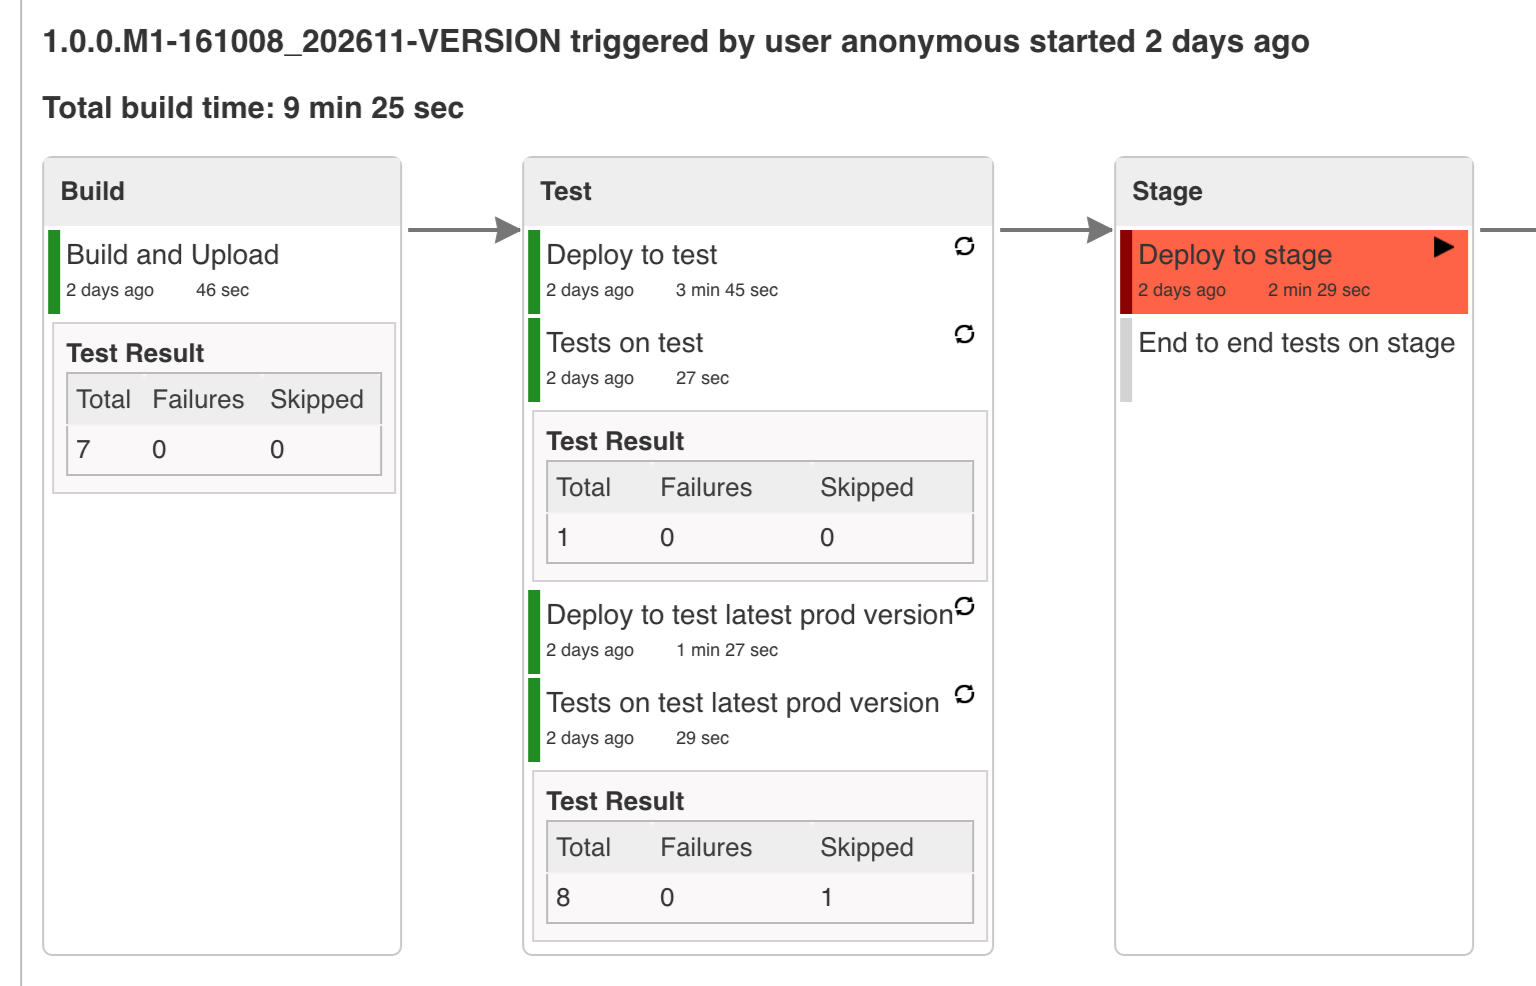 1.0.0.M1-161008_202611-VERSION triggered by user anonymous started 2 days ago
Total build time: 9 min 25 sec
Build
Build and Upload
2 days ago 46 sec
Test Result
Total Failures Skipped
7 0 0
Test
Deploy to test
2 days ago 3 min 45 sec
Tests on test
2 days ago 27 sec
Test Result
Total Failures Skipped
1 0 0
Deploy to test latest prod version
2 days ago 1 min 27 sec
Tests on test latest prod version
2 days ago 29 sec
Test Result
Total Failures Skipped
8 0 1
Stage
Deploy to stage
2 days ago 2 min 29 sec
End to end tests on stage